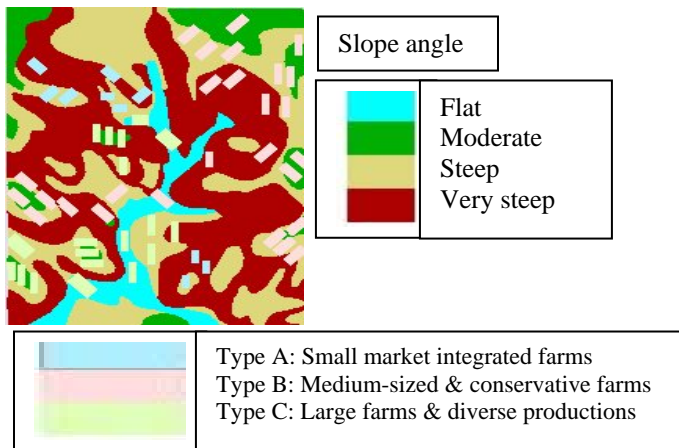 Slope angle
Flat
Moderate
Steep
Very steep
Type A: Small market integrated farms
Type B: Medium-sized & conservative farms
Type C: Large farms & diverse productions